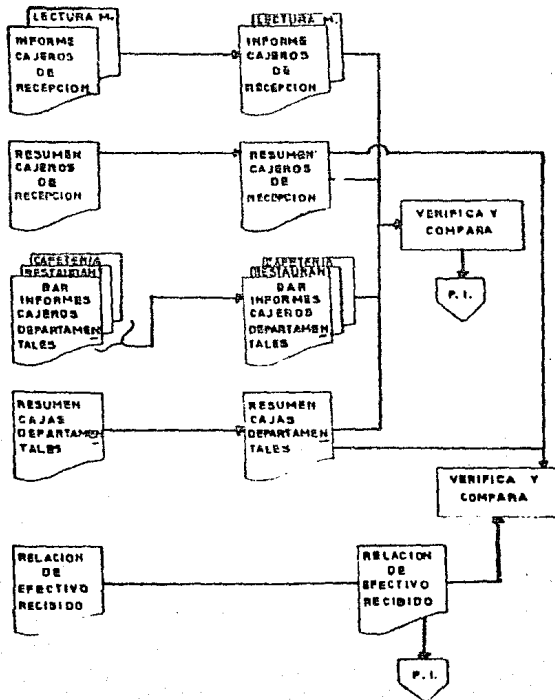 LECTURA M.
INFORME
CAJEROS
DE
RECEPCION
LECTURA M.
INFORME
CAJEROS
DE
RECEPCION
RESUMEN
CAJEROS
DE
RECEPCION
RESUMEN
CAJEROS
DE
RECEPCION
VERIFICA Y
COMPARA
P. I.
CAFETERIA
RESTAURAN
BAR
INFORMES
CAJEROS
DEPARTAMEN
TALES
CAFETERIA
RESTAURAN
BAR
INFORMES
CAJEROS
DEPARTAMEN
TALES
RESUMEN
CAJAS
DEPARTAMEN
TALES
RESUMEN
CAJAS
DEPARTAMEN
TALES
VERIFICA Y
COMPARA
RELACION
DE
EFECTIVO
RECIBIDO
RELACION
DE
EFECTIVO
RECIBIDO
P. I.